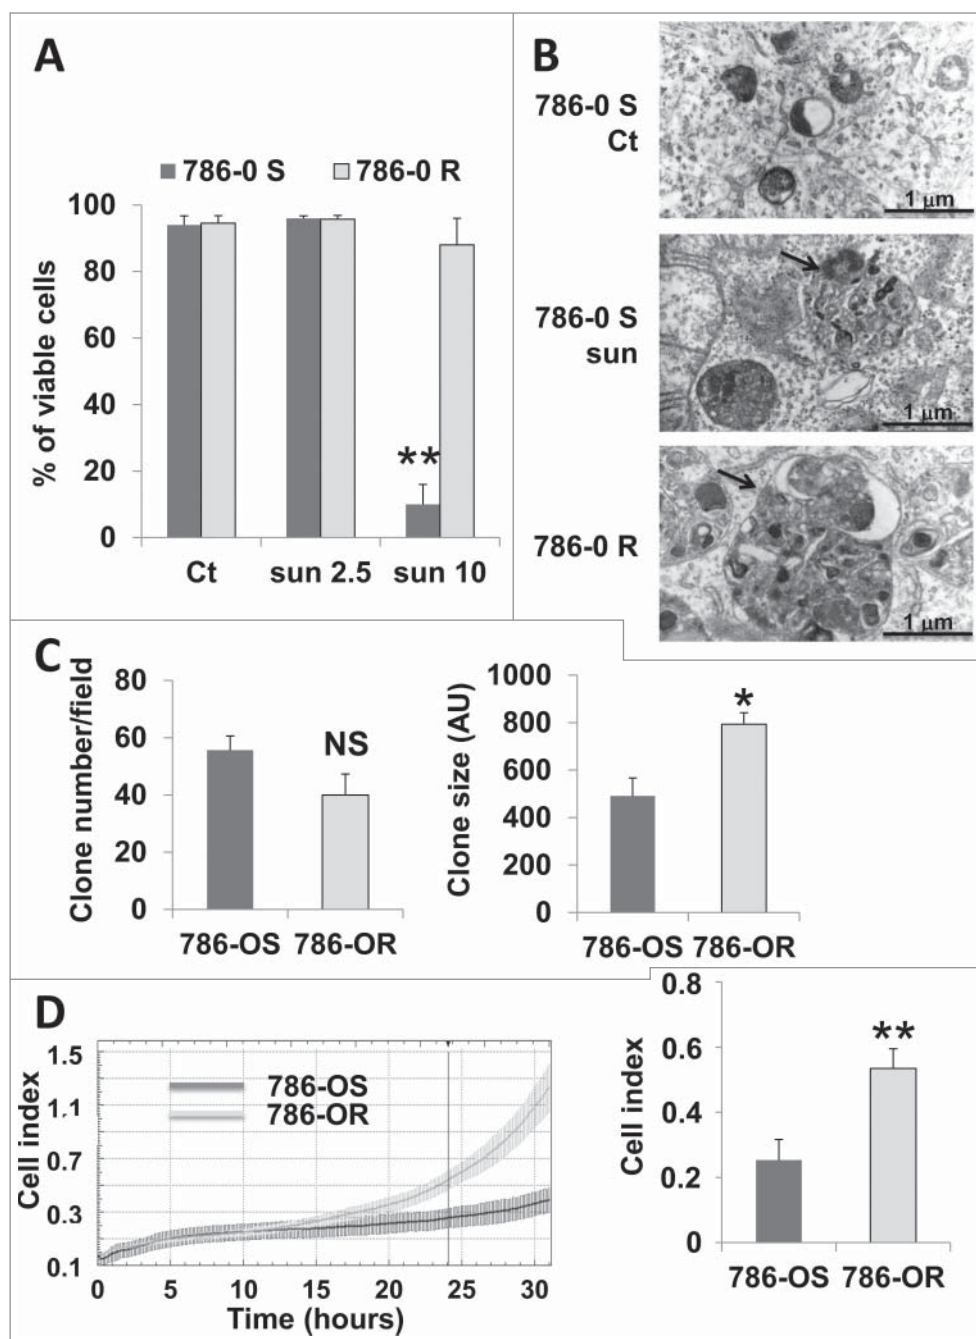 A
786-0 S 786-0 R
% of viable cells
100
80
60
40
20
0
**
Ct sun 2.5 sun 10
B
786-0 S
Ct
1 µm
786-0 S
sun
1 µm
786-0 R
1 µm
C
Clone number/field
80
60
40
20
0
NS
786-OS 786-OR
Clone size (AU)
1000
800
600
400
200
0
*
786-OS 786-OR
D
Cell index
1.5
1.1
0.7
0.3
0.1
786-OS
786-OR
0 5 10 15 20 25 30
Time (hours)
Cell index
0.8
0.6
0.4
0.2
0
**
786-OS 786-OR